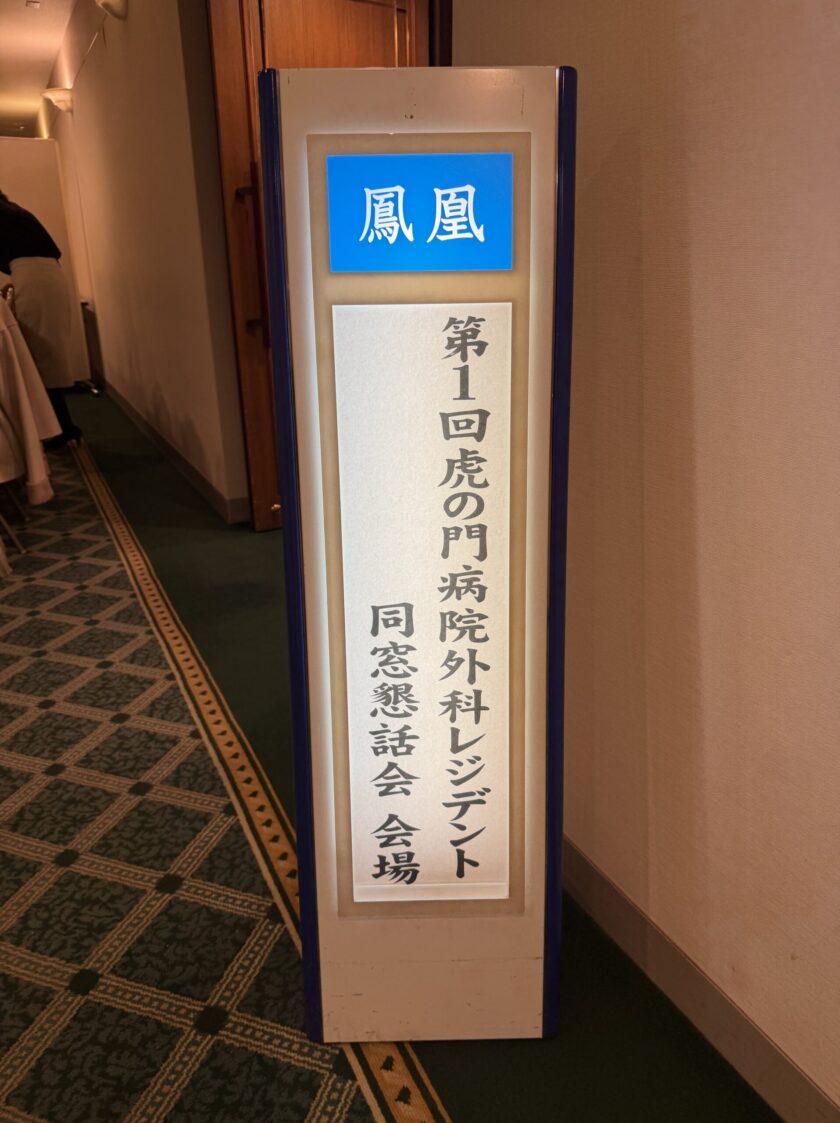 鳳凰
第1回虎の門病院外科レジデント
同窓懇話会 会場